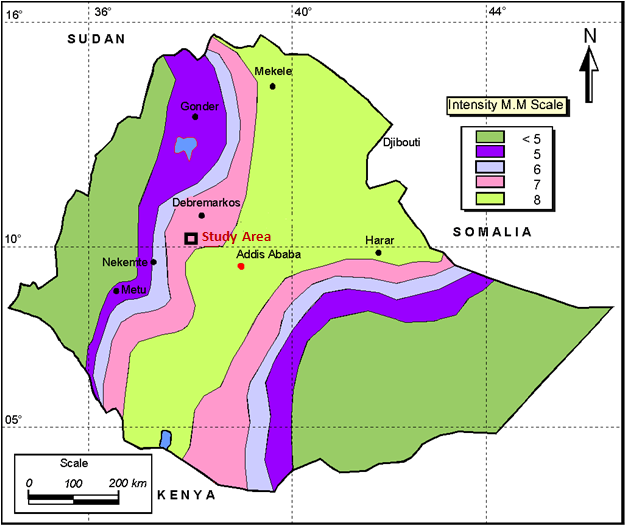 36° 40° 44°
16°
SUDAN
N
Mekele
Intensity M.M Scale
Gonder
< 5
5
6
7
8
Djibouti
Debremarkos
Study Area
SOMALIA
10°
Harar
Addis Ababa
Nekemte
Metu
05°
Scale
00 100 200 km
KENYA